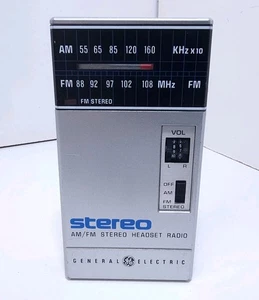 AM 55 65 85 120 160 KHz x 10
FM 88 92 97 102 108 MHz FM
FM STEREO
VOL
L R
OFF
AM
FM
STEREO
stereo
AM/FM STEREO HEADSET RADIO
GENERAL GE ELECTRIC